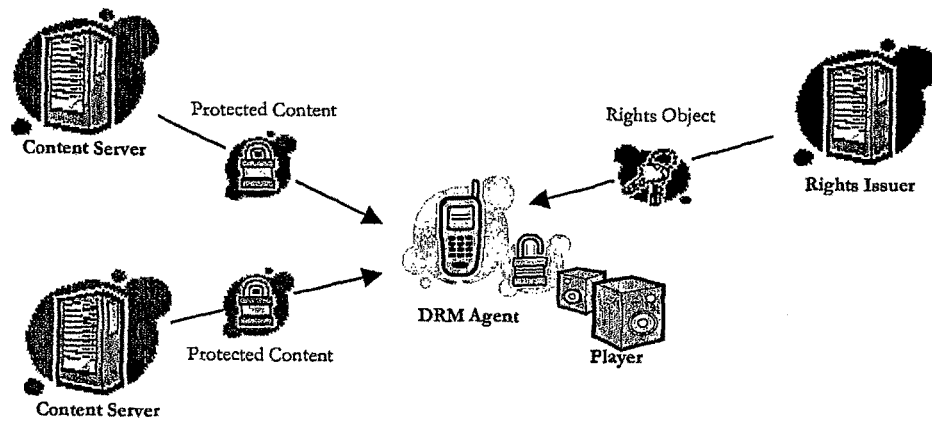 Protected Content
Rights Object
Content Server
Rights Issuer
DRM Agent
Protected Content
Player
Content Server